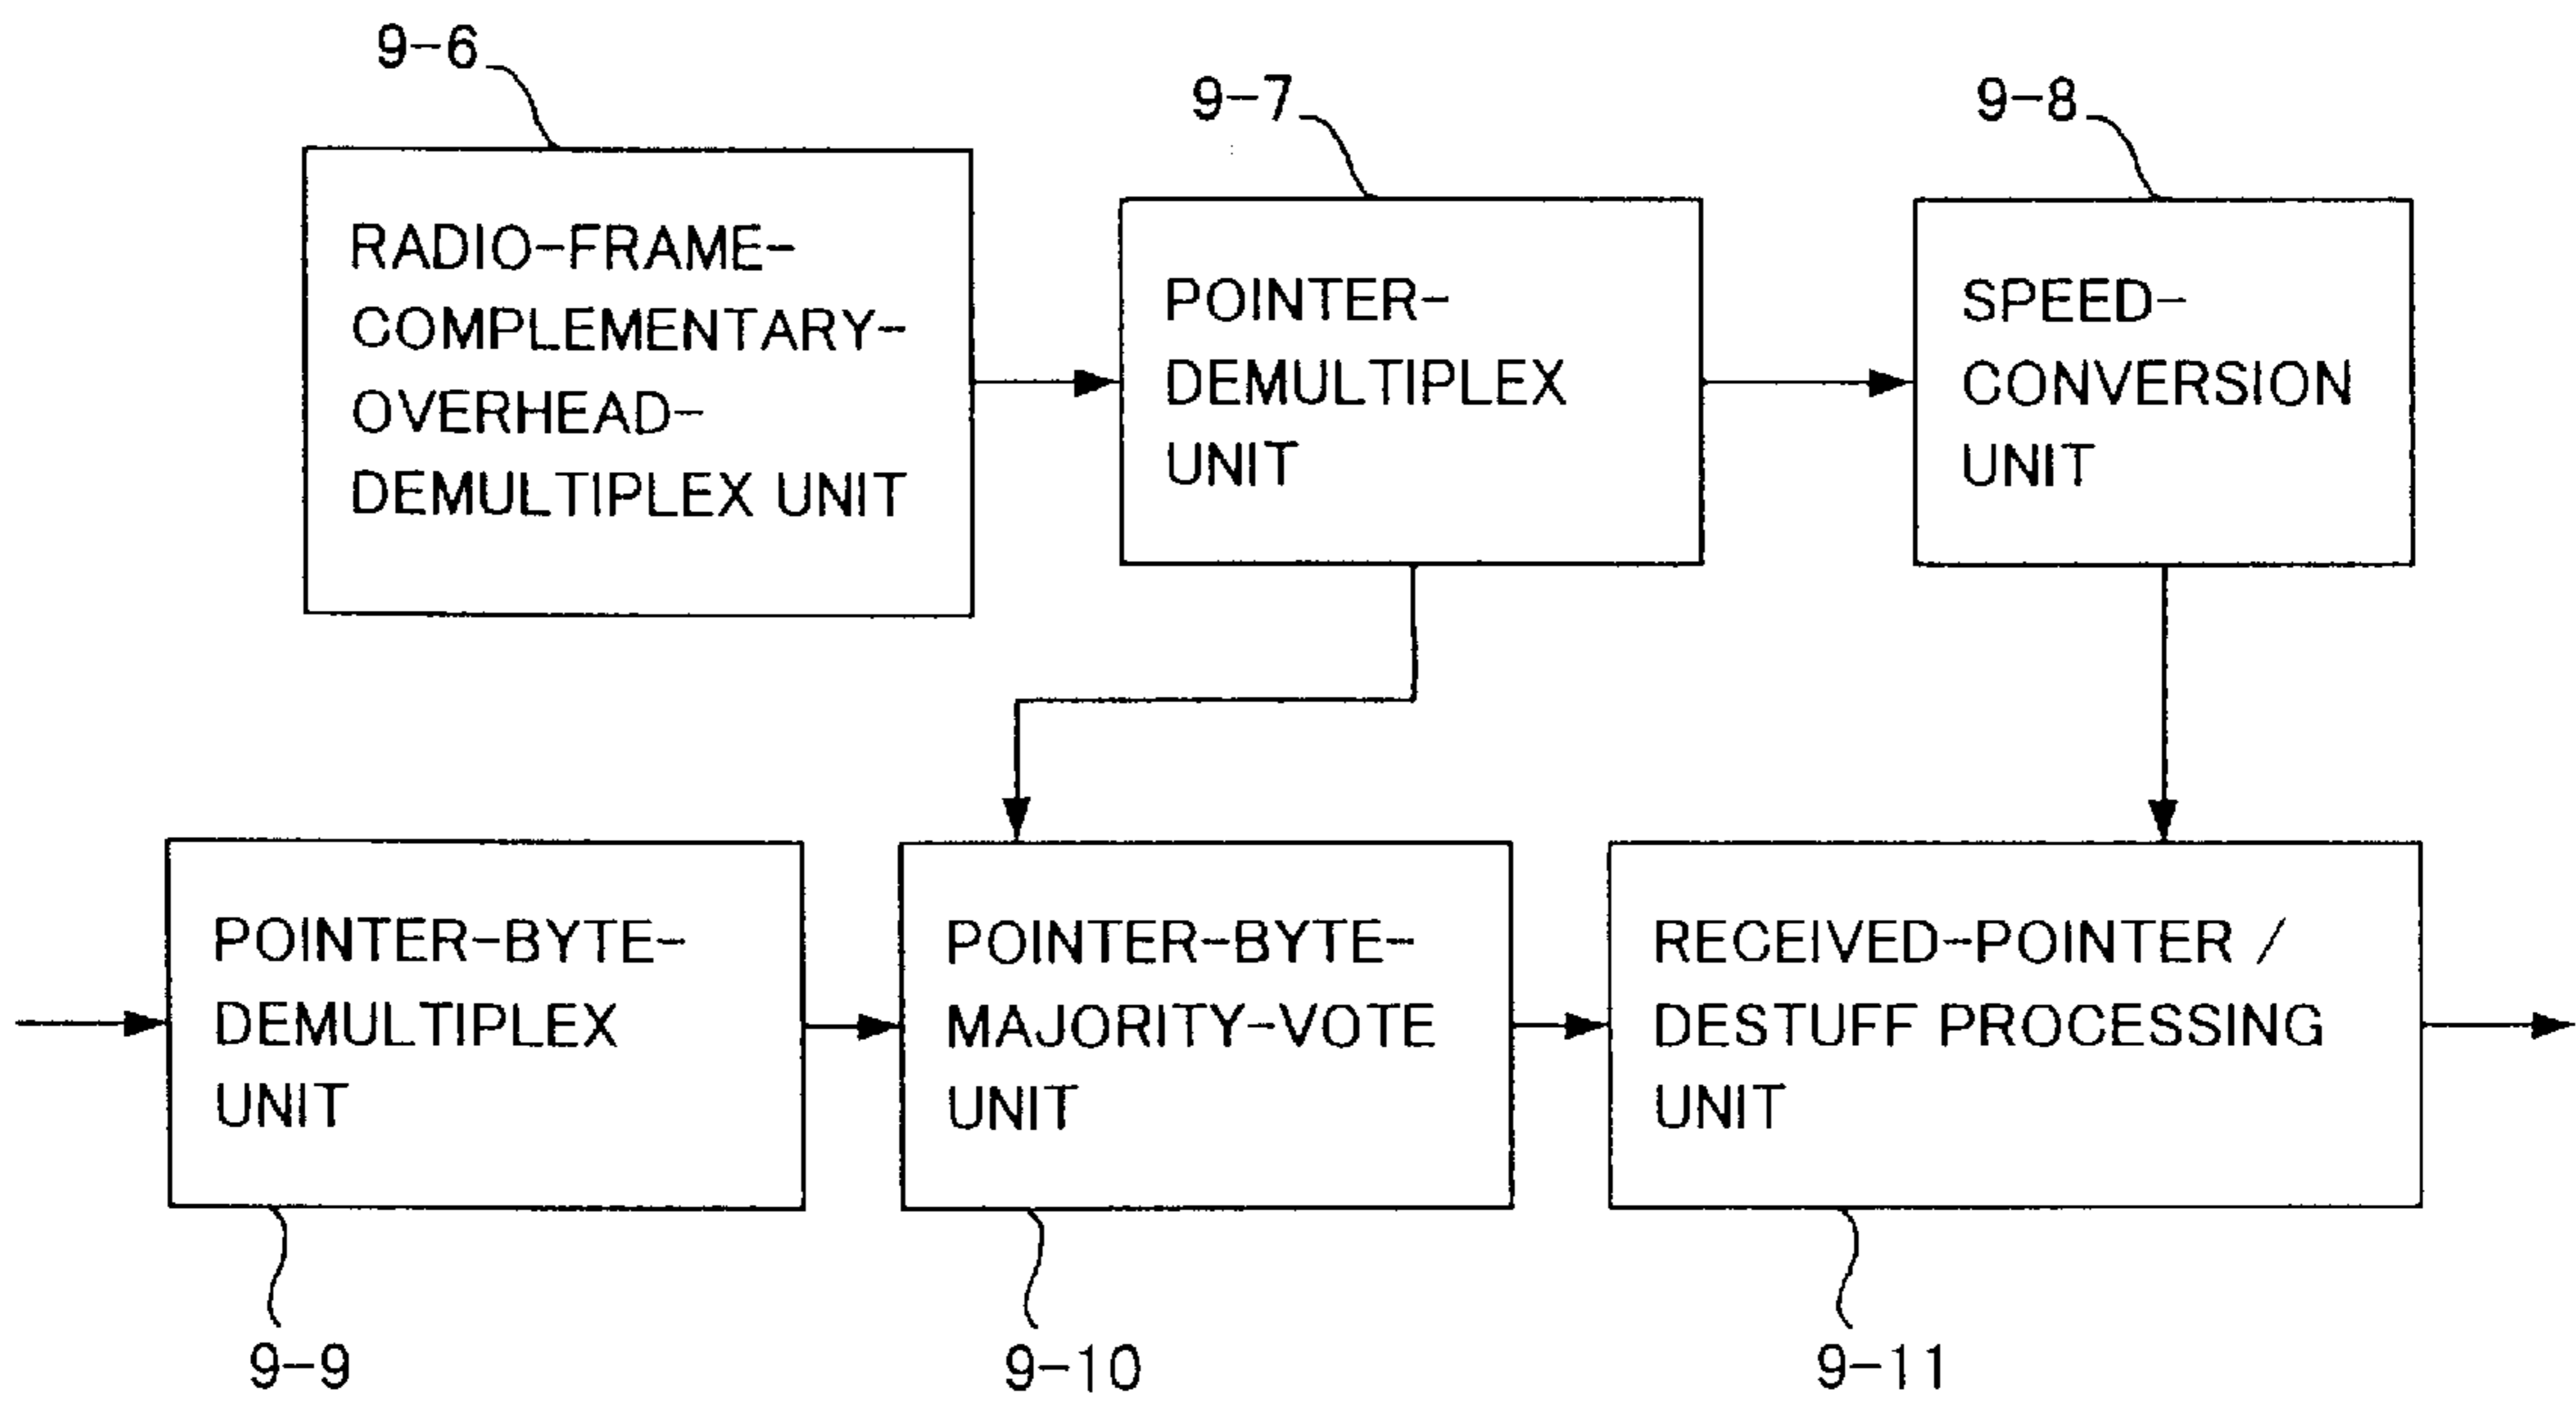 9-6
9-7
9-8
RADIO-FRAME-
COMPLEMENTARY-
OVERHEAD-
DEMULTIPLEX UNIT
POINTER-
DEMULTIPLEX
UNIT
SPEED-
CONVERSION
UNIT
POINTER-BYTE-
DEMULTIPLEX
UNIT
POINTER-BYTE-
MAJORITY-VOTE
UNIT
RECEIVED-POINTER /
DESTUFF PROCESSING
UNIT
9-9
9-10
9-11